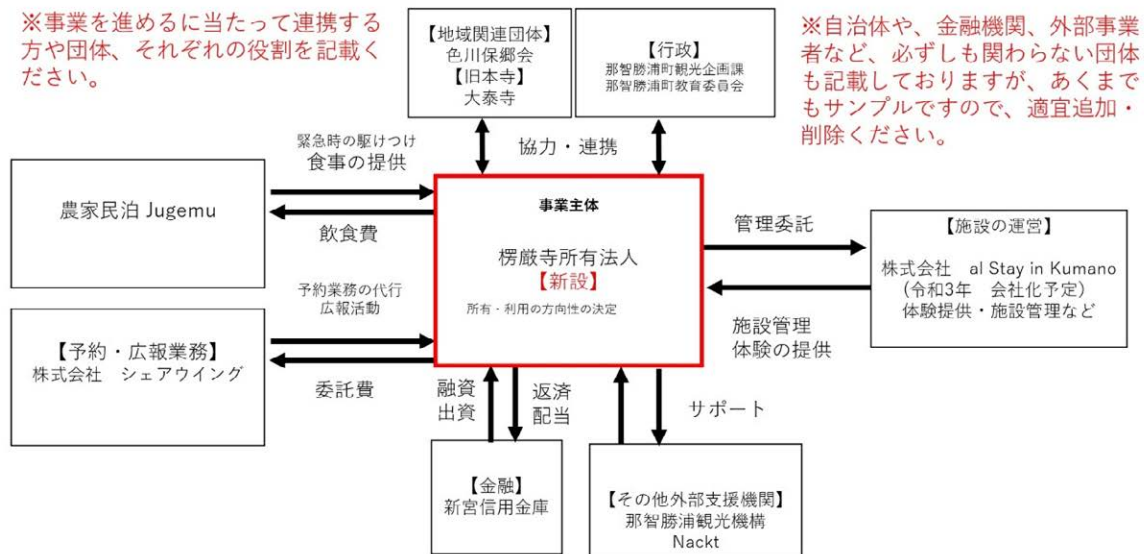 ※事業を進めるに当たって連携する
方や団体、それぞれの役割を記載く
ださい。
【地域関連団体】
色川保郷会
【旧本寺】
大泰寺
【行政】
那智勝浦町観光企画課
那智勝浦町教育委員会
※自治体や、金融機関、外部事業
者など、必ずしも関わらない団体
も記載しておりますが、あくまで
もサンプルですので、適宜追加・
削除ください。
協力・連携
緊急時の駆けつけ
食事の提供
農家民泊 Jugemu
飲食費
事業主体
楞厳寺所有法人
【新設】
所有・利用の方向性の決定
管理委託
【施設の運営】
株式会社　al Stay in Kumano
(令和3年　会社化予定)
体験提供・施設管理など
施設管理
体験の提供
予約業務の代行
広報活動
【予約・広報業務】
株式会社　シェアウイング
委託費
融資
出資
返済
配当
サポート
【金融】
新宮信用金庫
【その他外部支援機関】
那智勝浦観光機構
Nackt